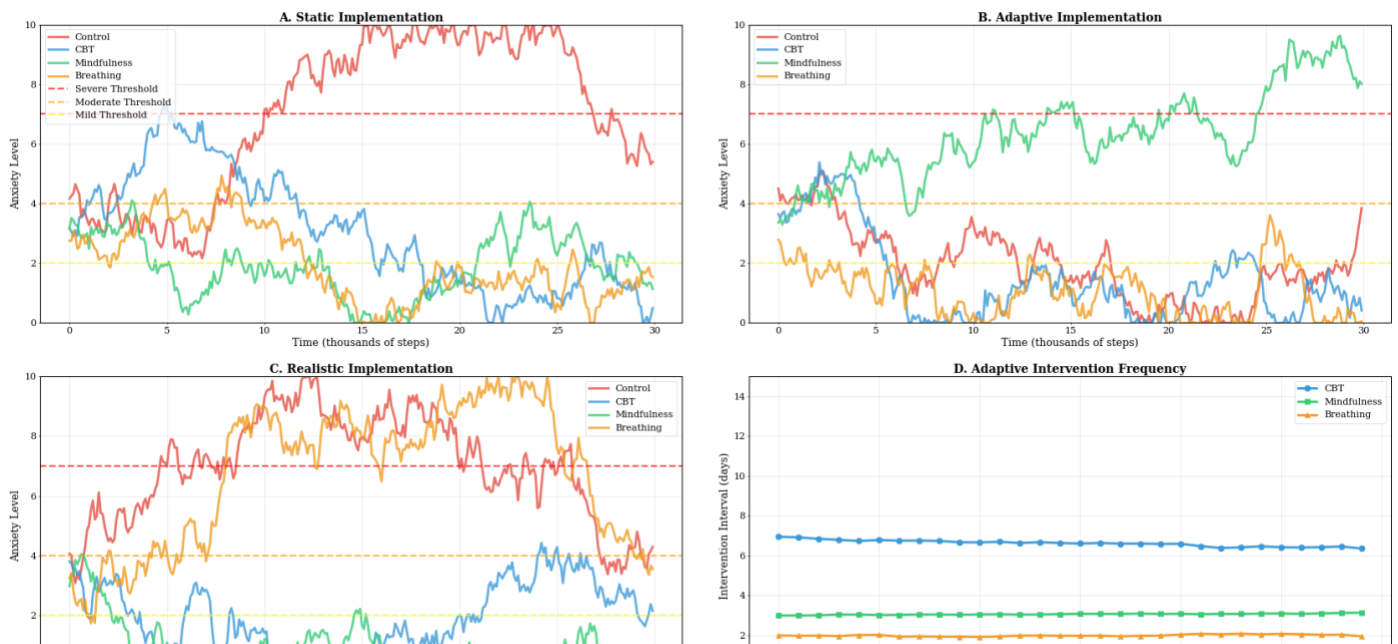 A. Static Implementation
10
8
6
4
2
0
Anxiety Level
Control
CBT
Mindfulness
Breathing
Severe Threshold
Moderate Threshold
Mild Threshold
0 5 10 15 20 25 30
Time (thousands of steps)
B. Adaptive Implementation
10
8
6
4
2
0
Anxiety Level
Control
CBT
Mindfulness
Breathing
0 5 10 15 20 25 30
Time (thousands of steps)
C. Realistic Implementation
10
8
6
4
2
Anxiety Level
Control
CBT
Mindfulness
Breathing
D. Adaptive Intervention Frequency
14
12
10
8
6
4
2
Intervention Interval (days)
CBT
Mindfulness
Breathing